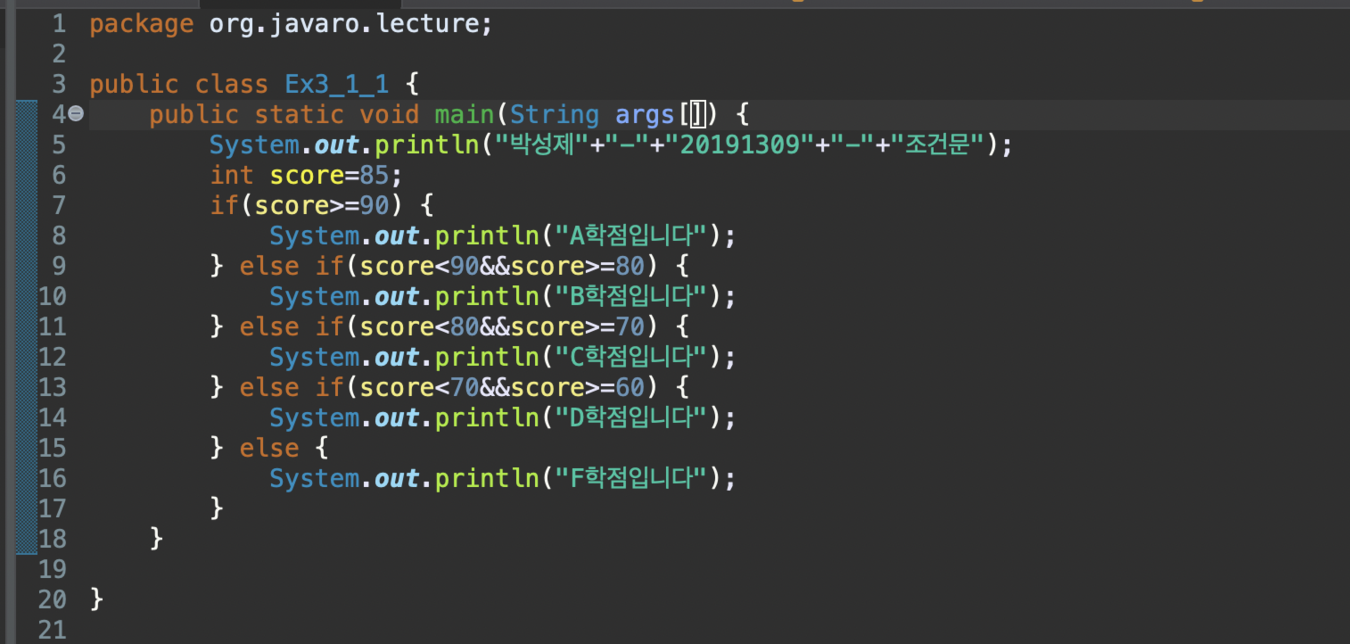 1 package org.javaro.lecture;
2
3 public class Ex3_1_1 {
4 public static void main(String args[]) {
5 System.out.println("박성제"+"-"+"20191309"+"-"+"조건문");
6 int score=85;
7 if(score>=90) {
8 System.out.println("A학점입니다");
9 } else if(score<90&&score>=80) {
10 System.out.println("B학점입니다");
11 } else if(score<80&&score>=70) {
12 System.out.println("C학점입니다");
13 } else if(score<70&&score>=60) {
14 System.out.println("D학점입니다");
15 } else {
16 System.out.println("F학점입니다");
17 }
18 }
19
20 }
21